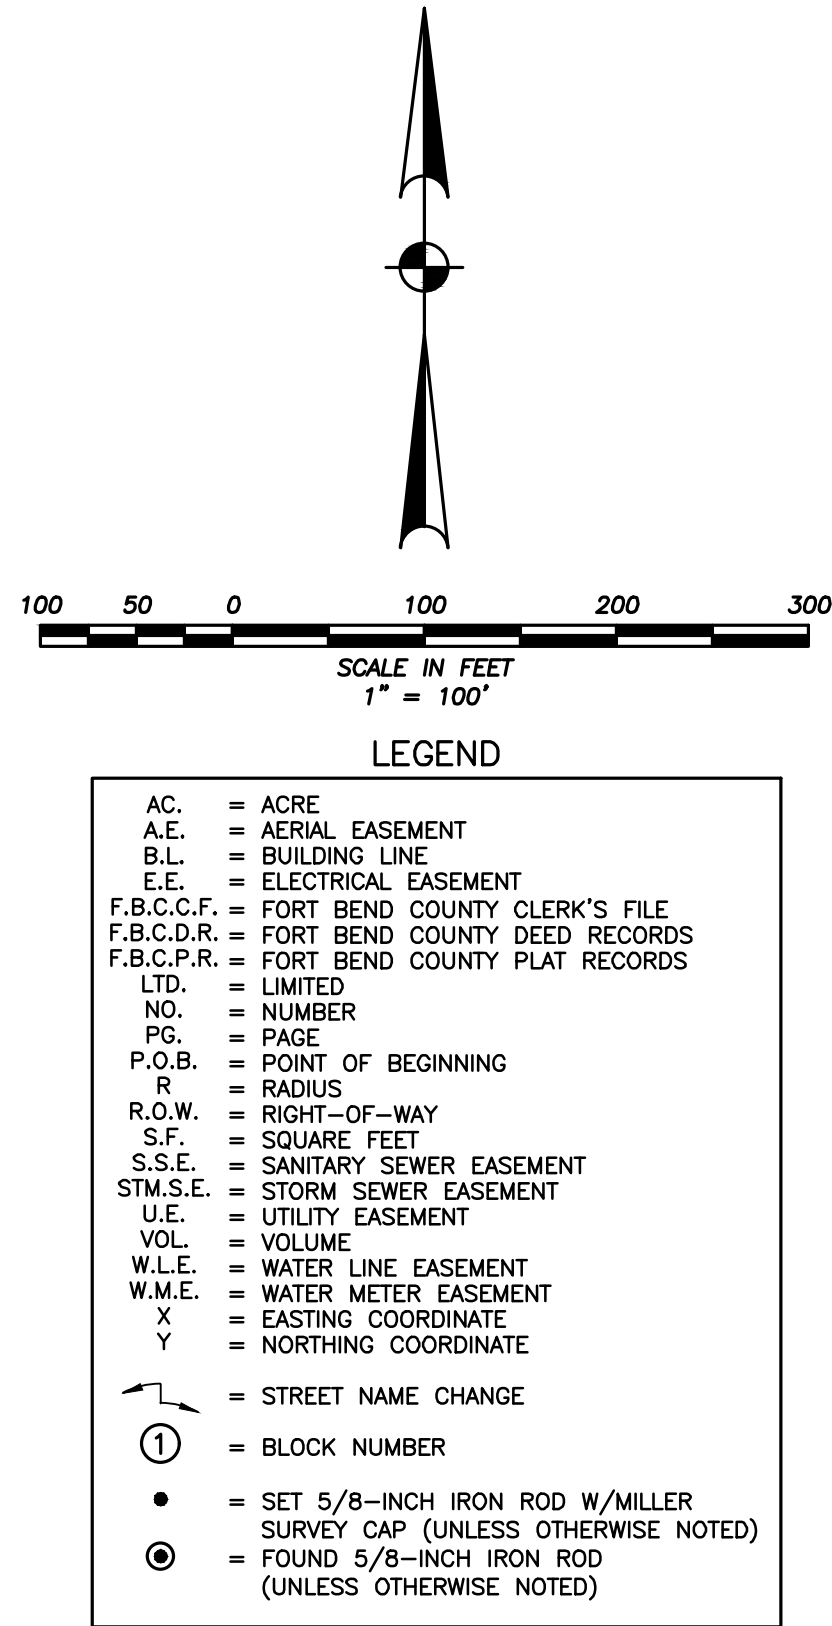 100 50 0 100 200 300
SCALE IN FEET
1" = 100'
LEGEND
AC. = ACRE
A.E. = AERIAL EASEMENT
B.L. = BUILDING LINE
E.E. = ELECTRICAL EASEMENT
F.B.C.C.F. = FORT BEND COUNTY CLERK'S FILE
F.B.C.D.R. = FORT BEND COUNTY DEED RECORDS
F.B.C.P.R. = FORT BEND COUNTY PLAT RECORDS
LTD. = LIMITED
NO. = NUMBER
PG. = PAGE
P.O.B. = POINT OF BEGINNING
R = RADIUS
R.O.W. = RIGHT-OF-WAY
S.F. = SQUARE FEET
S.S.E. = SANITARY SEWER EASEMENT
STM.S.E. = STORM SEWER EASEMENT
U.E. = UTILITY EASEMENT
VOL. = VOLUME
W.L.E. = WATER LINE EASEMENT
W.M.E. = WATER METER EASEMENT
X = EASTING COORDINATE
Y = NORTHING COORDINATE
= STREET NAME CHANGE
1 = BLOCK NUMBER
= SET 5/8-INCH IRON ROD W/MILLER
SURVEY CAP (UNLESS OTHERWISE NOTED)
= FOUND 5/8-INCH IRON ROD
(UNLESS OTHERWISE NOTED)